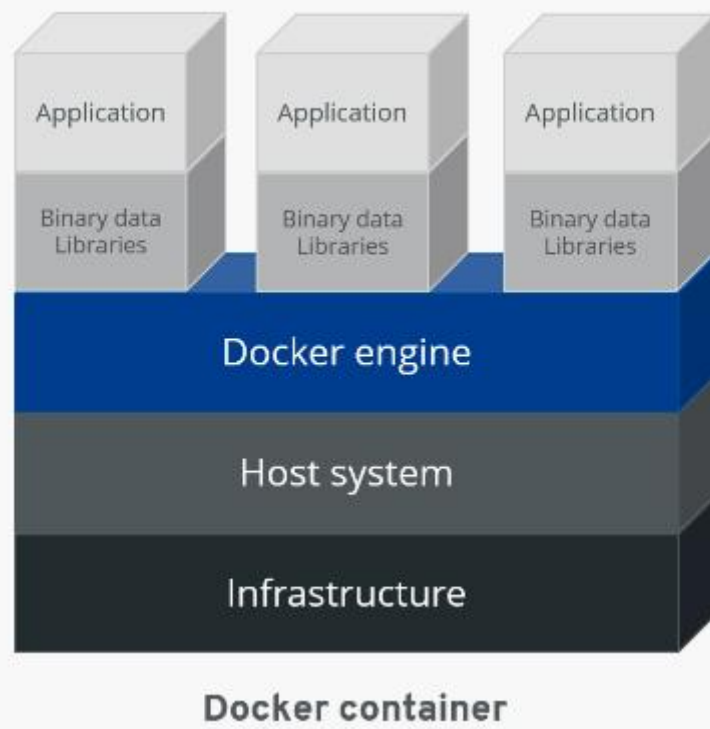 Application
Application
Application
Binary data
Libraries
Binary data
Libraries
Binary data
Libraries
Docker engine
Host system
Infrastructure
Docker container